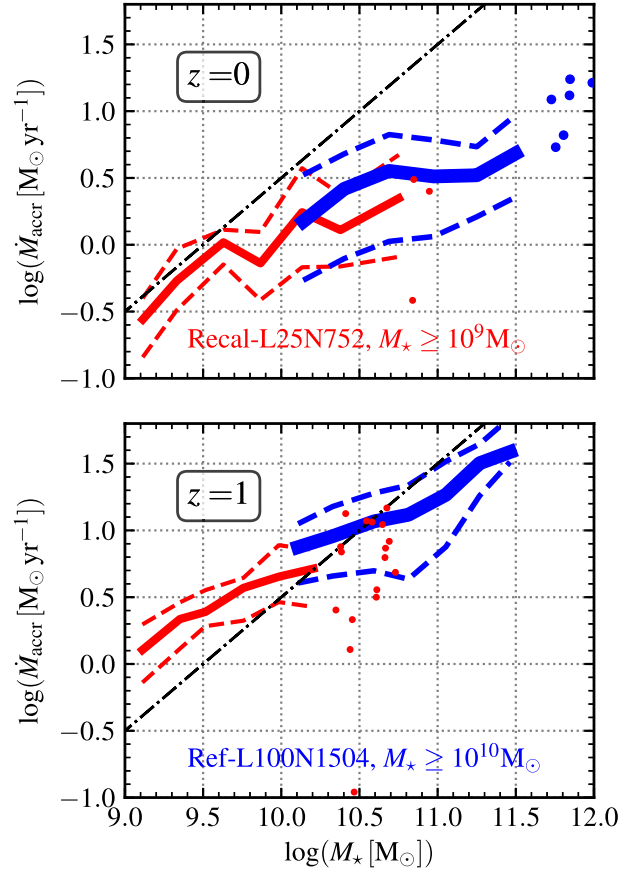 1.5
1.0
0.5
0.0
−0.5
−1.0
log(Ṁaccr [M⊙ yr⁻¹])
z = 0
Recal-L25N752, M⋆ ≥ 10⁹M⊙
1.5
1.0
0.5
0.0
−0.5
−1.0
log(Ṁaccr [M⊙ yr⁻¹])
z = 1
Ref-L100N1504, M⋆ ≥ 10¹⁰M⊙
9.0 9.5 10.0 10.5 11.0 11.5 12.0
log(M⋆ [M⊙])